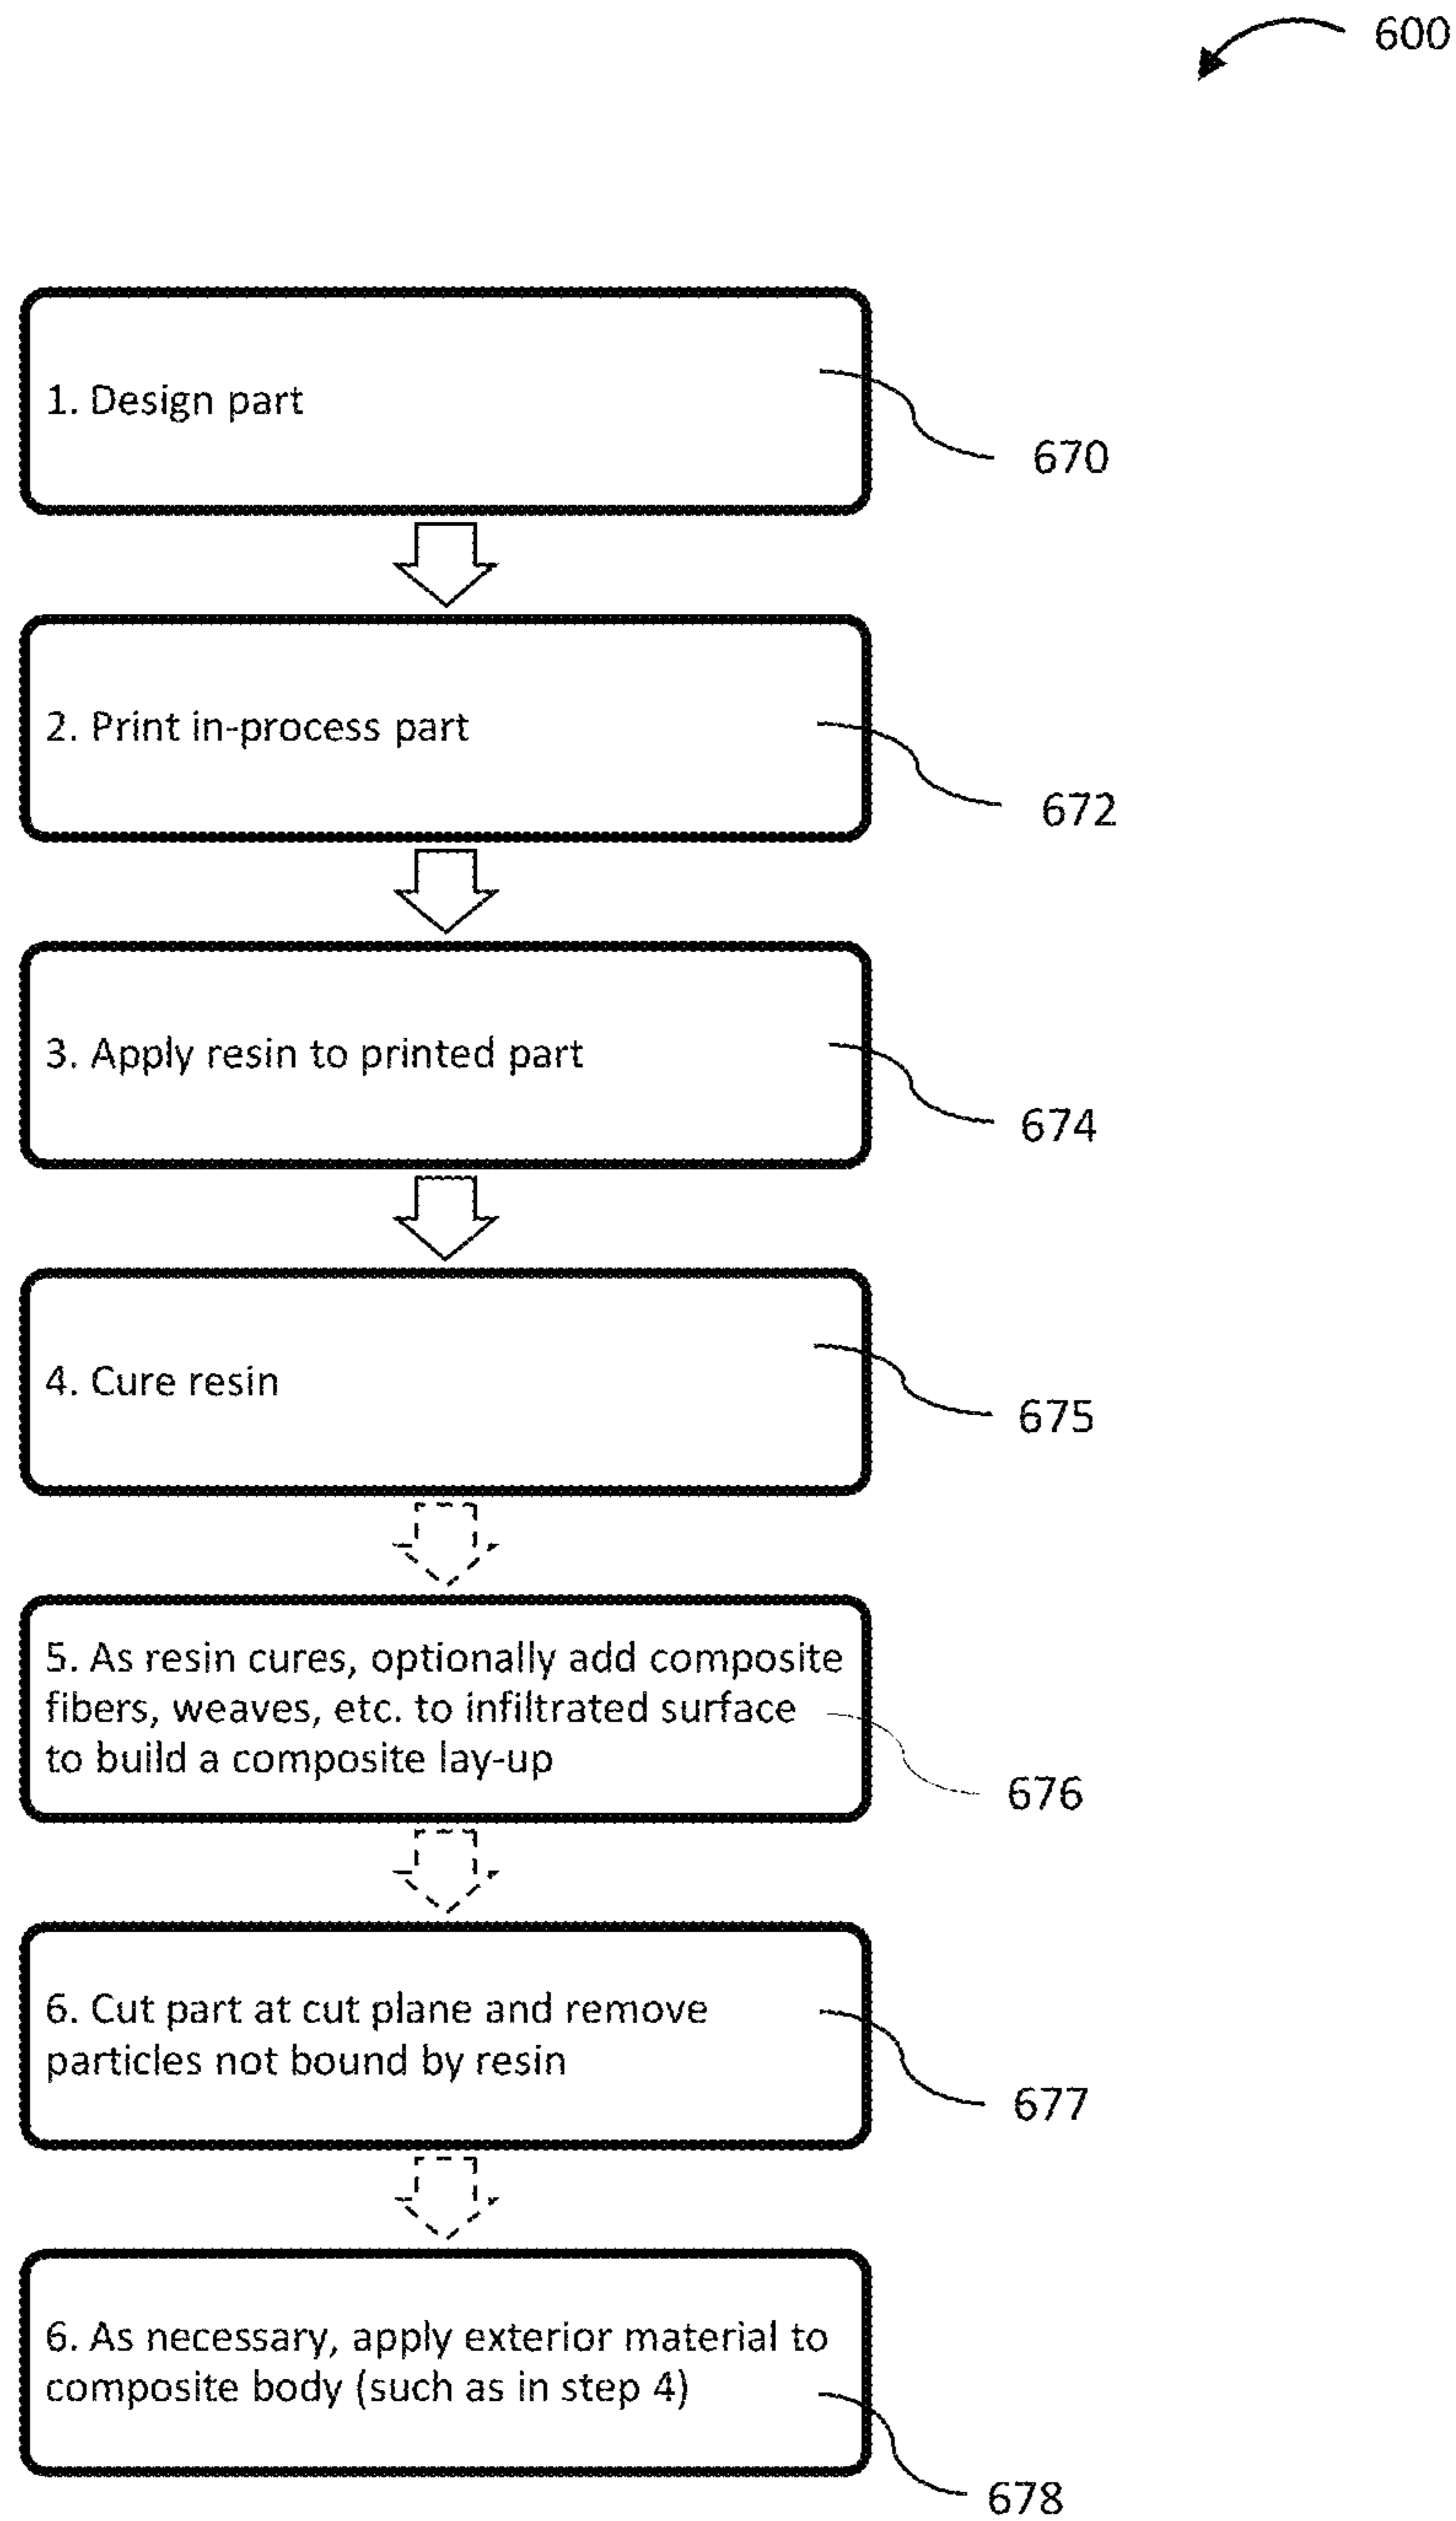 600
1. Design part
670
2. Print in-process part
672
3. Apply resin to printed part
674
4. Cure resin
675
5. As resin cures, optionally add composite
fibers, weaves, etc. to infiltrated surface
to build a composite lay-up
676
6. Cut part at cut plane and remove
particles not bound by resin
677
6. As necessary, apply exterior material to
composite body (such as in step 4)
678